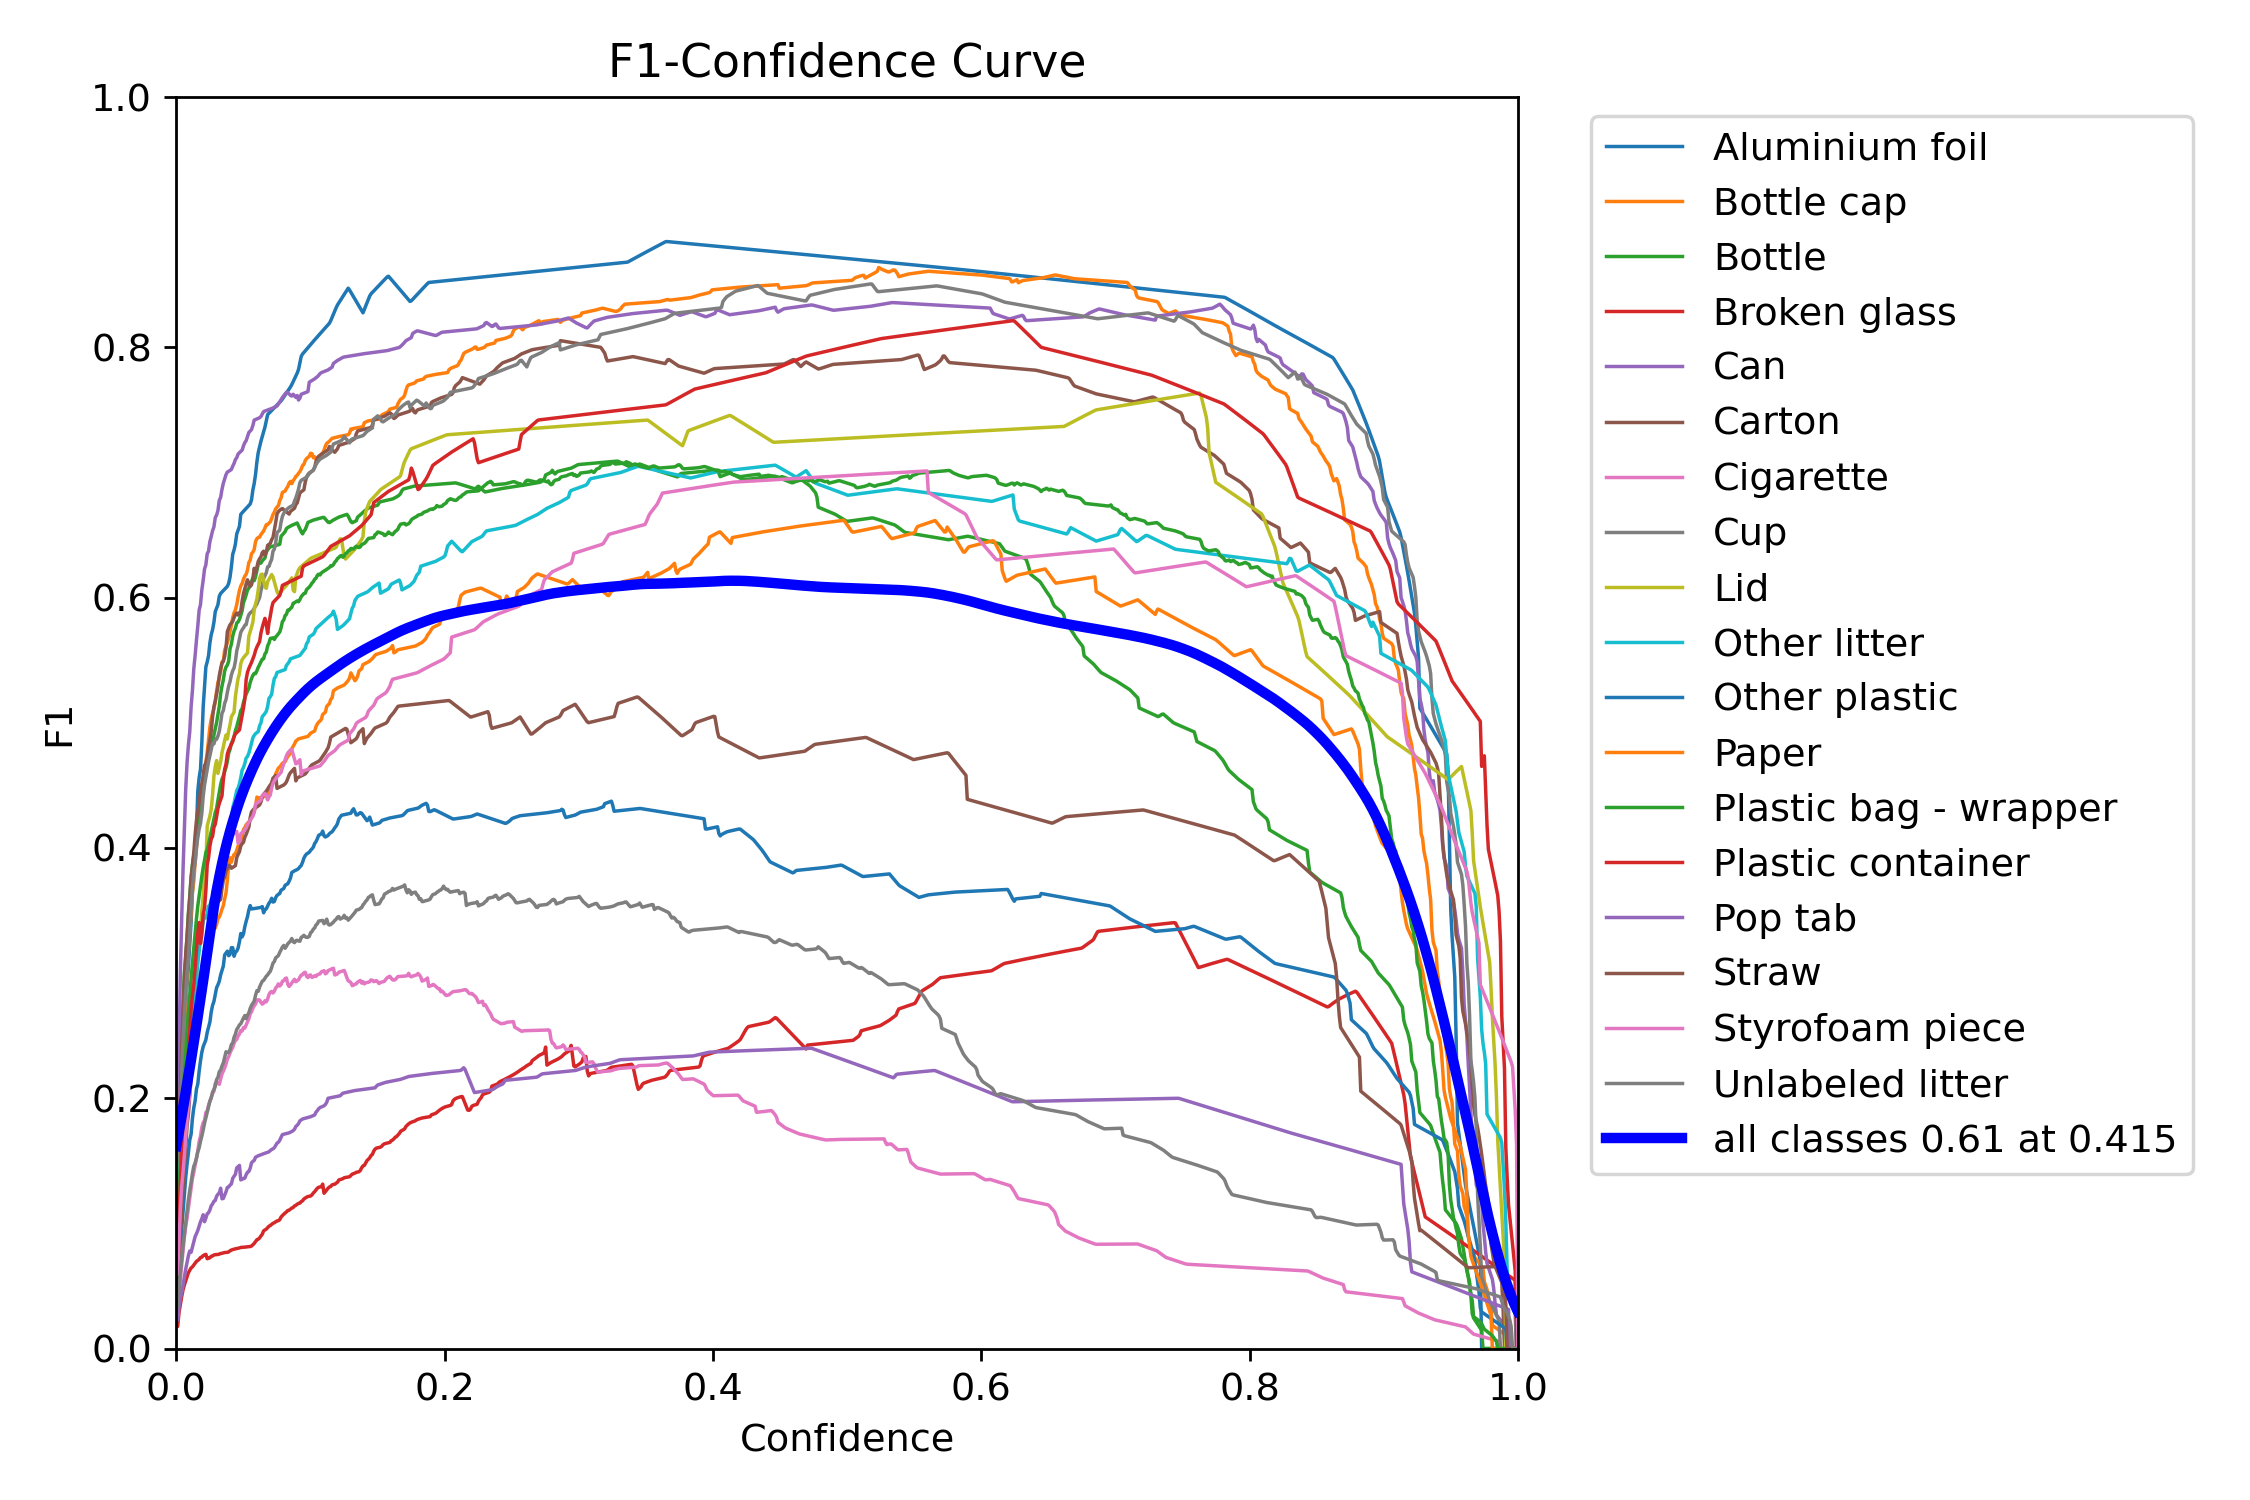 F1-Confidence Curve
1.0
0.8
0.6
0.4
0.2
0.0
F1
0.0 0.2 0.4 0.6 0.8 1.0
Confidence
Aluminium foil
Bottle cap
Bottle
Broken glass
Can
Carton
Cigarette
Cup
Lid
Other litter
Other plastic
Paper
Plastic bag - wrapper
Plastic container
Pop tab
Straw
Styrofoam piece
Unlabeled litter
all classes 0.61 at 0.415